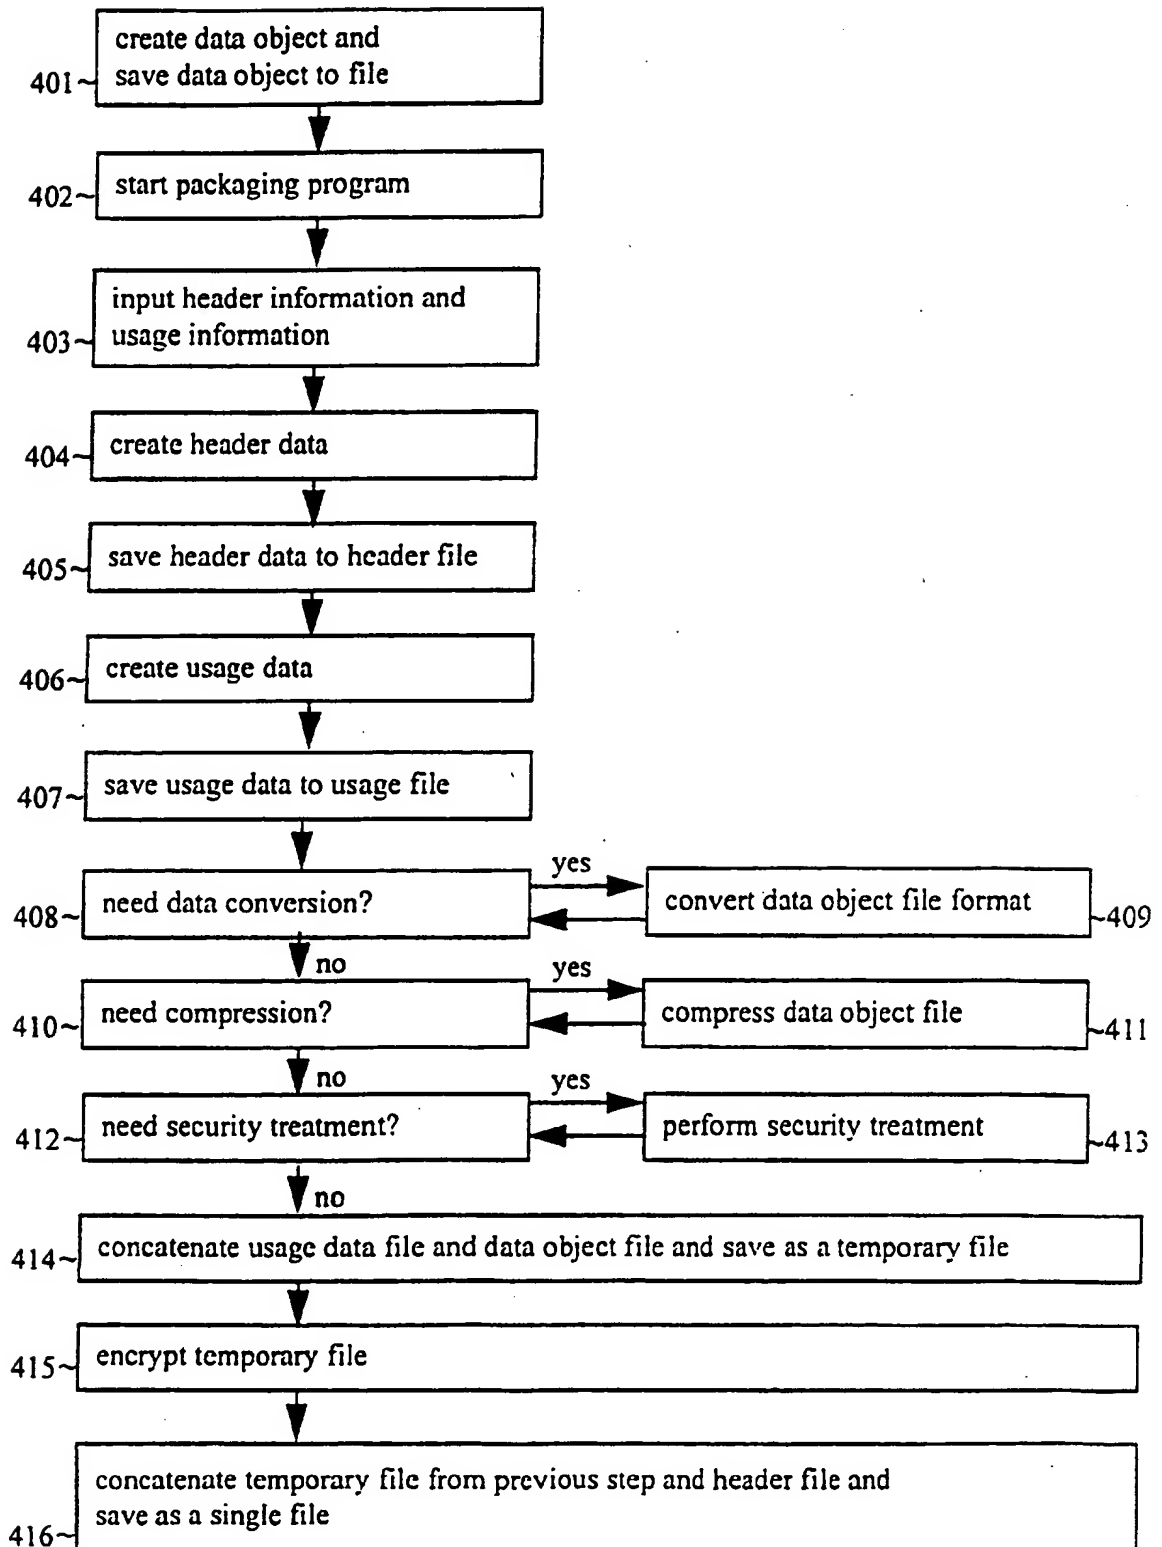 create data object and
save data object to file
401~
start packaging program
402~
input header information and
usage information
403~
create header data
404~
save header data to header file
405~
create usage data
406~
save usage data to usage file
407~
need data conversion?
408~
yes
convert data object file format
~409
no
need compression?
410~
yes
compress data object file
~411
no
need security treatment?
412~
yes
perform security treatment
~413
no
concatenate usage data file and data object file and save as a temporary file
414~
encrypt temporary file
415~
concatenate temporary file from previous step and header file and
save as a single file
416~